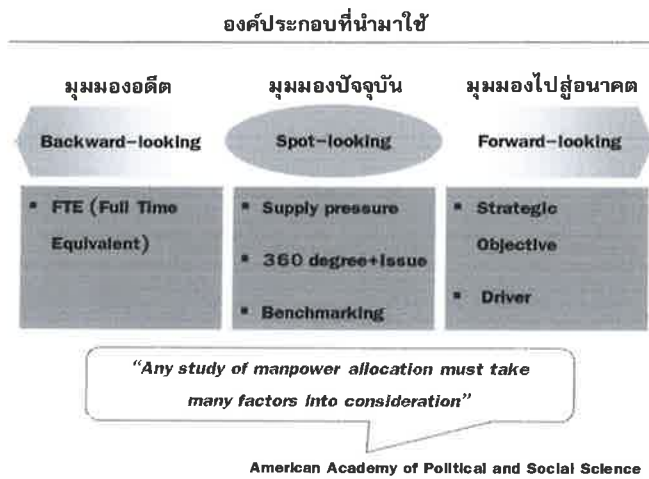 องค์ประกอบที่นำมาใช้
มุมมองอดีต
Backward-looking
▪ FTE (Full Time
Equivalent)
มุมมองปัจจุบัน
Spot-looking
▪ Supply pressure
▪ 360 degree+Issue
▪ Benchmarking
มุมมองไปสู่อนาคต
Forward-looking
▪ Strategic
Objective
▪ Driver
“Any study of manpower allocation must take
many factors into consideration”
American Academy of Political and Social Science